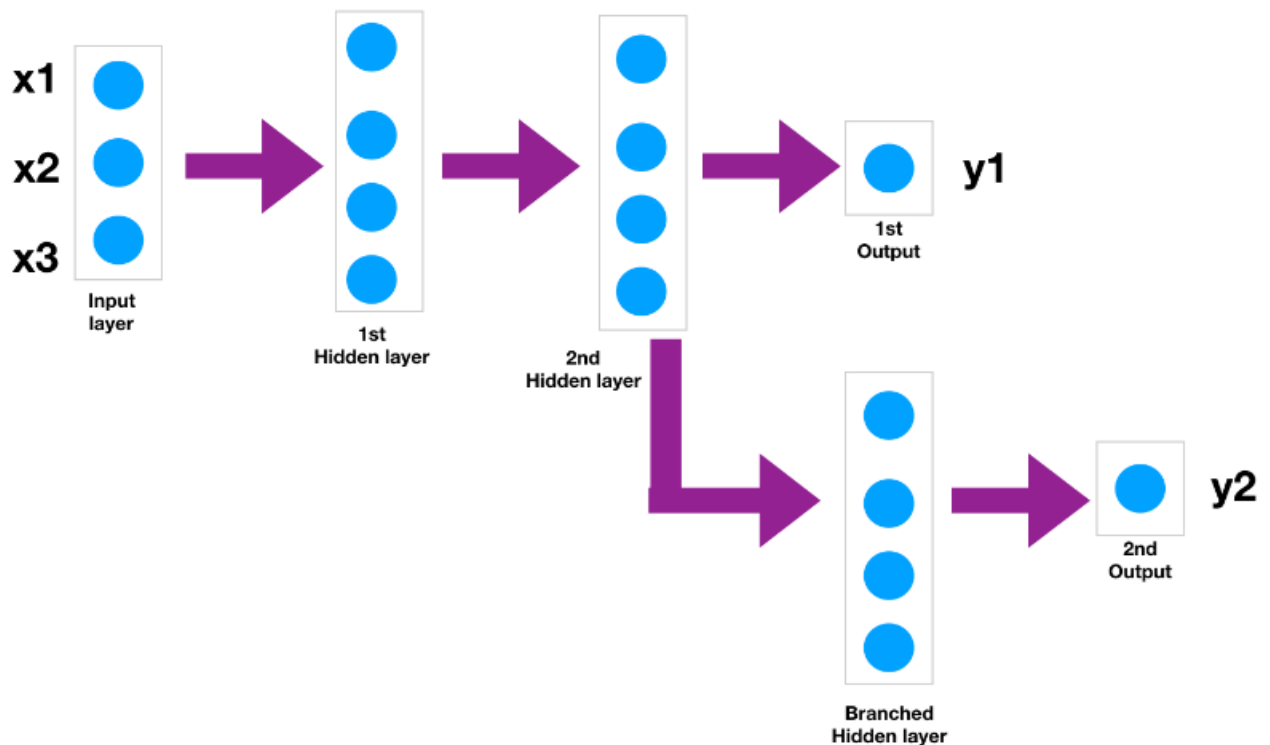 x1
x2
x3
Input
layer
1st
Hidden layer
2nd
Hidden layer
y1
1st
Output
Branched
Hidden layer
y2
2nd
Output